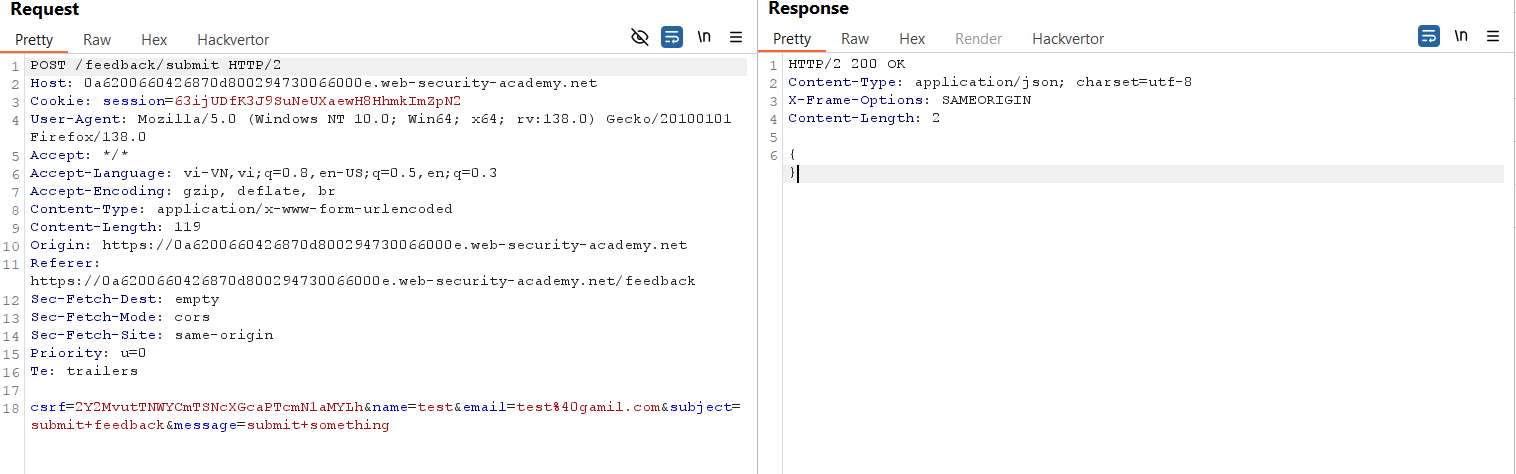 Request
Pretty Raw Hex Hackvertor \n
1 POST /feedback/submit HTTP/2
2 Host: 0a6200660426870d800294730066000e.web-security-academy.net
3 Cookie: session=63ijUDfK3J9SuNeUXaewH8HhmkImZpN2
4 User-Agent: Mozilla/5.0 (Windows NT 10.0; Win64; x64; rv:138.0) Gecko/20100101
Firefox/138.0
5 Accept: */*
6 Accept-Language: vi-VN,vi;q=0.8,en-US;q=0.5,en;q=0.3
7 Accept-Encoding: gzip, deflate, br
8 Content-Type: application/x-www-form-urlencoded
9 Content-Length: 119
10 Origin: https://0a6200660426870d800294730066000e.web-security-academy.net
11 Referer:
https://0a6200660426870d800294730066000e.web-security-academy.net/feedback
12 Sec-Fetch-Dest: empty
13 Sec-Fetch-Mode: cors
14 Sec-Fetch-Site: same-origin
15 Priority: u=0
16 Te: trailers
17
18 csrf=2Y2MvutTNWYCmTSNcXGcaPTcmN1aMYLh&name=test&email=test%40gamil.com&subject=
submit+feedback&message=submit+something
Response
Pretty Raw Hex Render Hackvertor \n
1 HTTP/2 200 OK
2 Content-Type: application/json; charset=utf-8
3 X-Frame-Options: SAMEORIGIN
4 Content-Length: 2
5
6 {
}